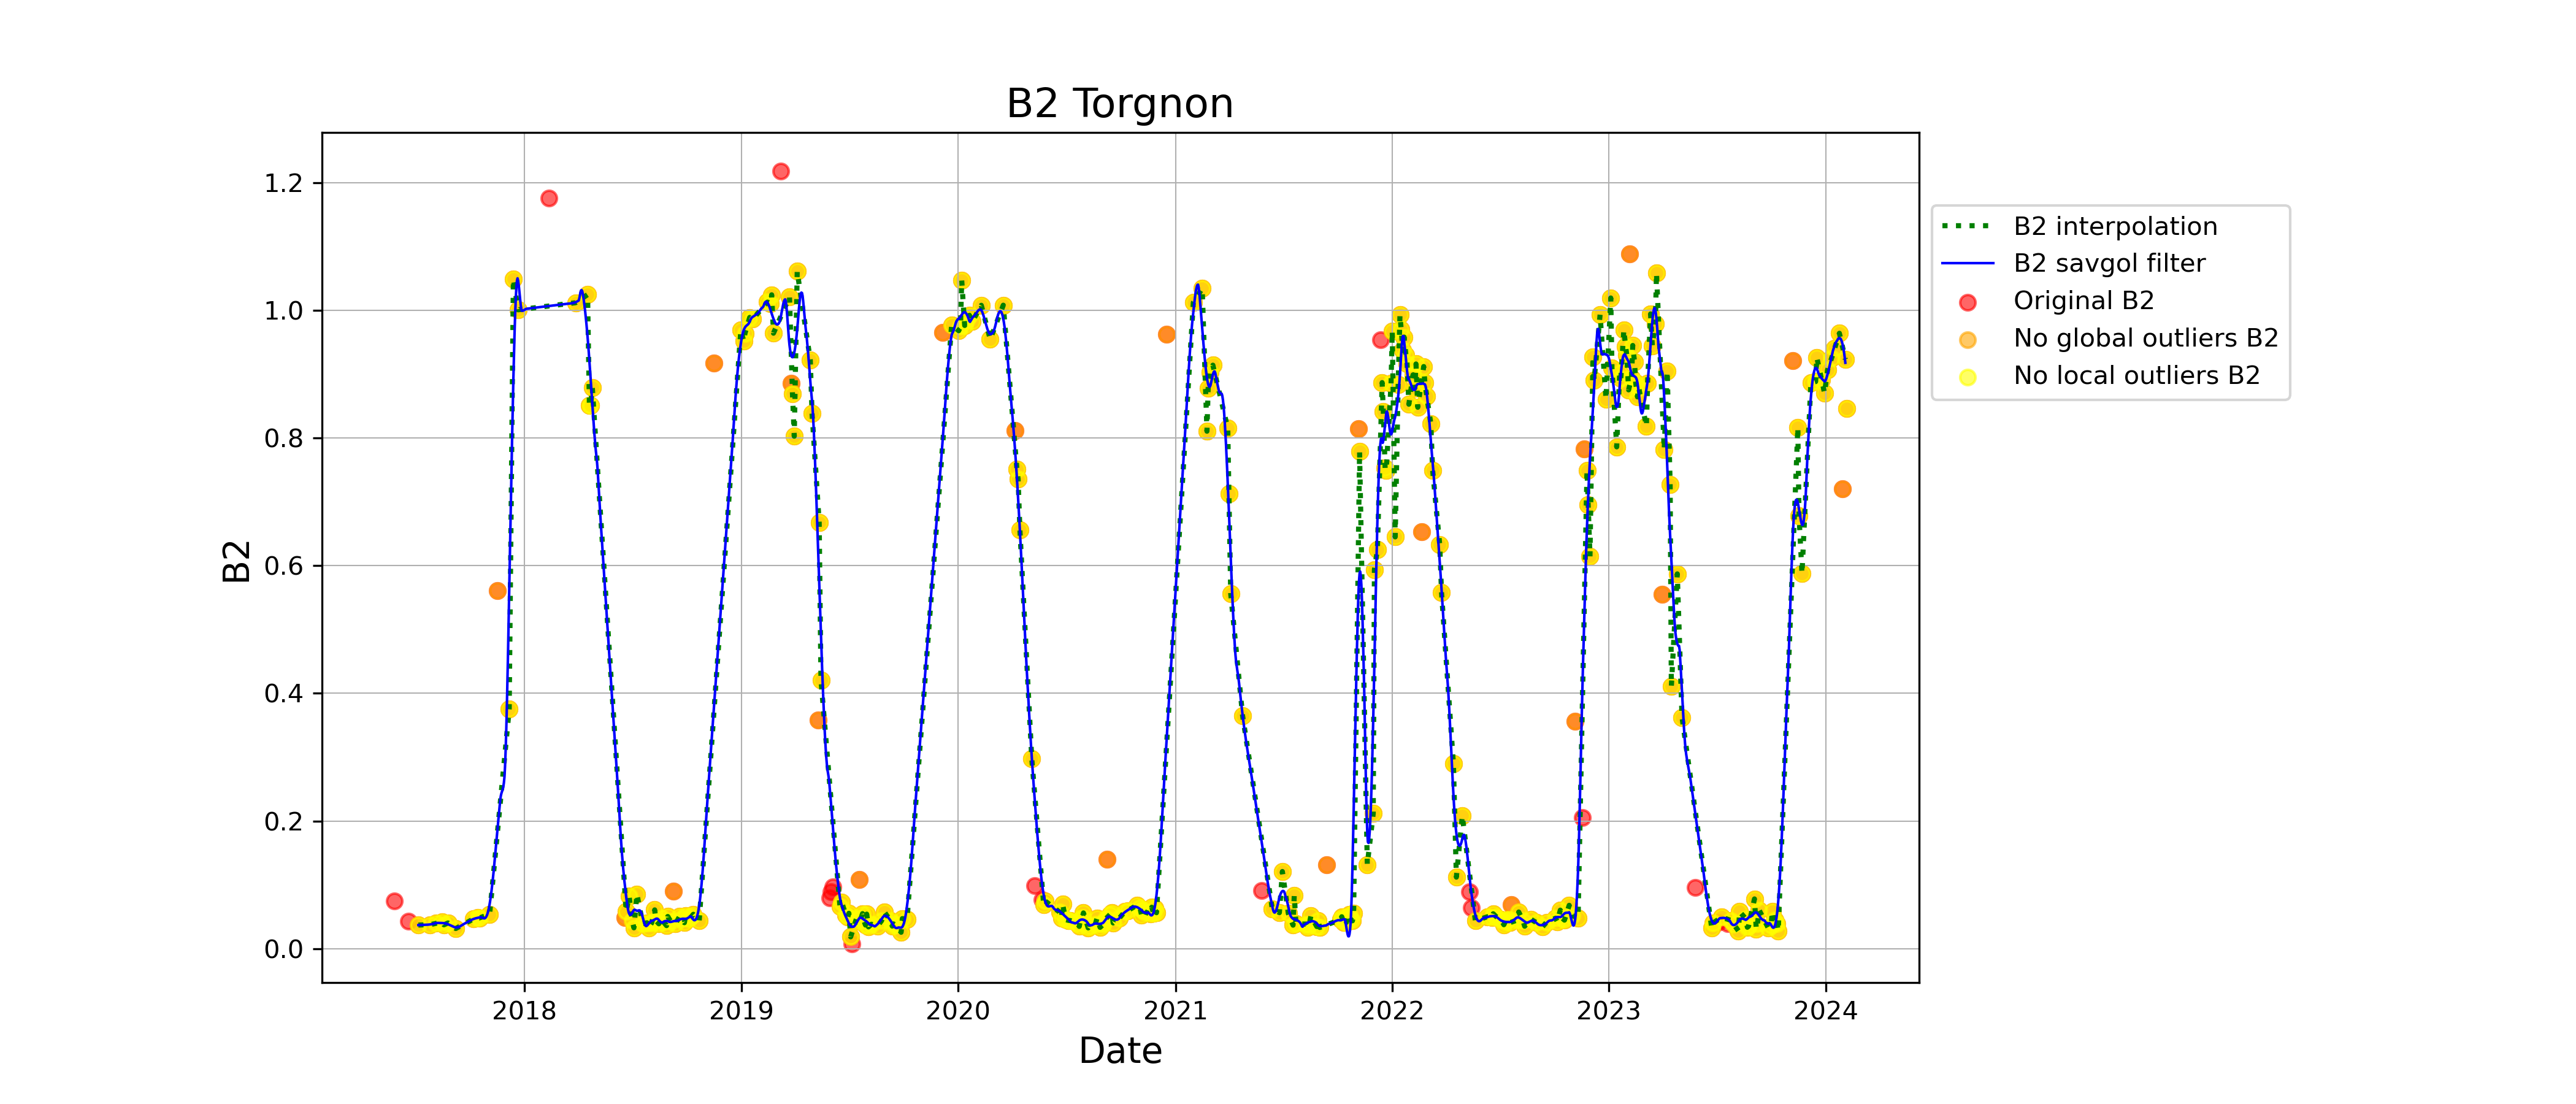 B2 Torgnon
1.2
1.0
0.8
0.6
0.4
0.2
0.0
B2
2018 2019 2020 2021 2022 2023 2024
Date
B2 interpolation
B2 savgol filter
Original B2
No global outliers B2
No local outliers B2